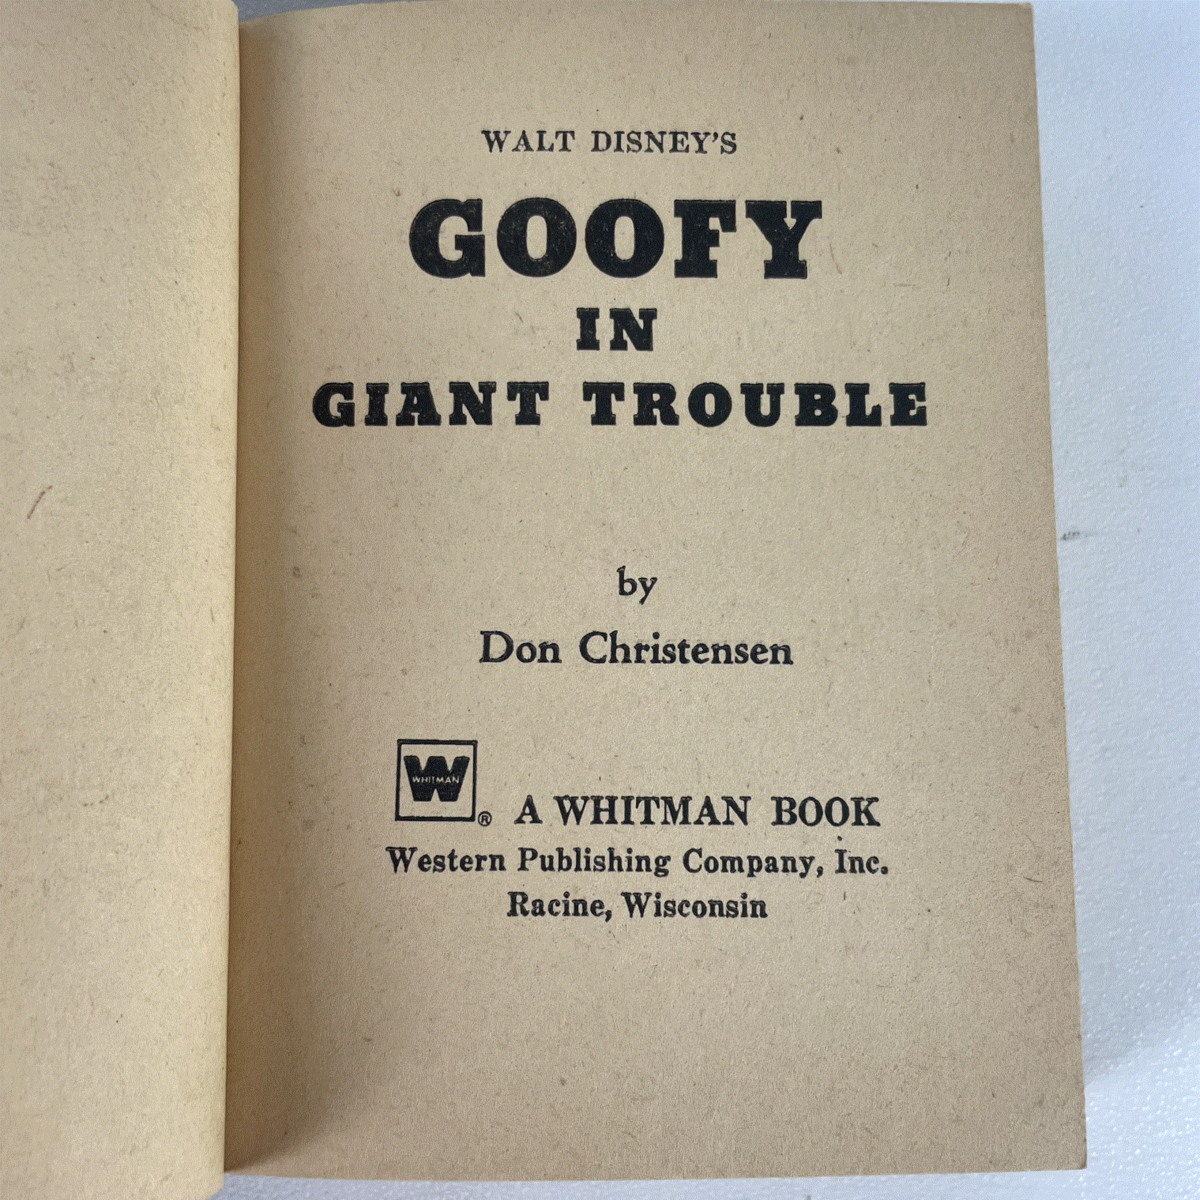 WALT DISNEY'S
GOOFY
IN
GIANT TROUBLE
by
Don Christensen
WHITMAN
® A WHITMAN BOOK
Western Publishing Company, Inc.
Racine, Wisconsin